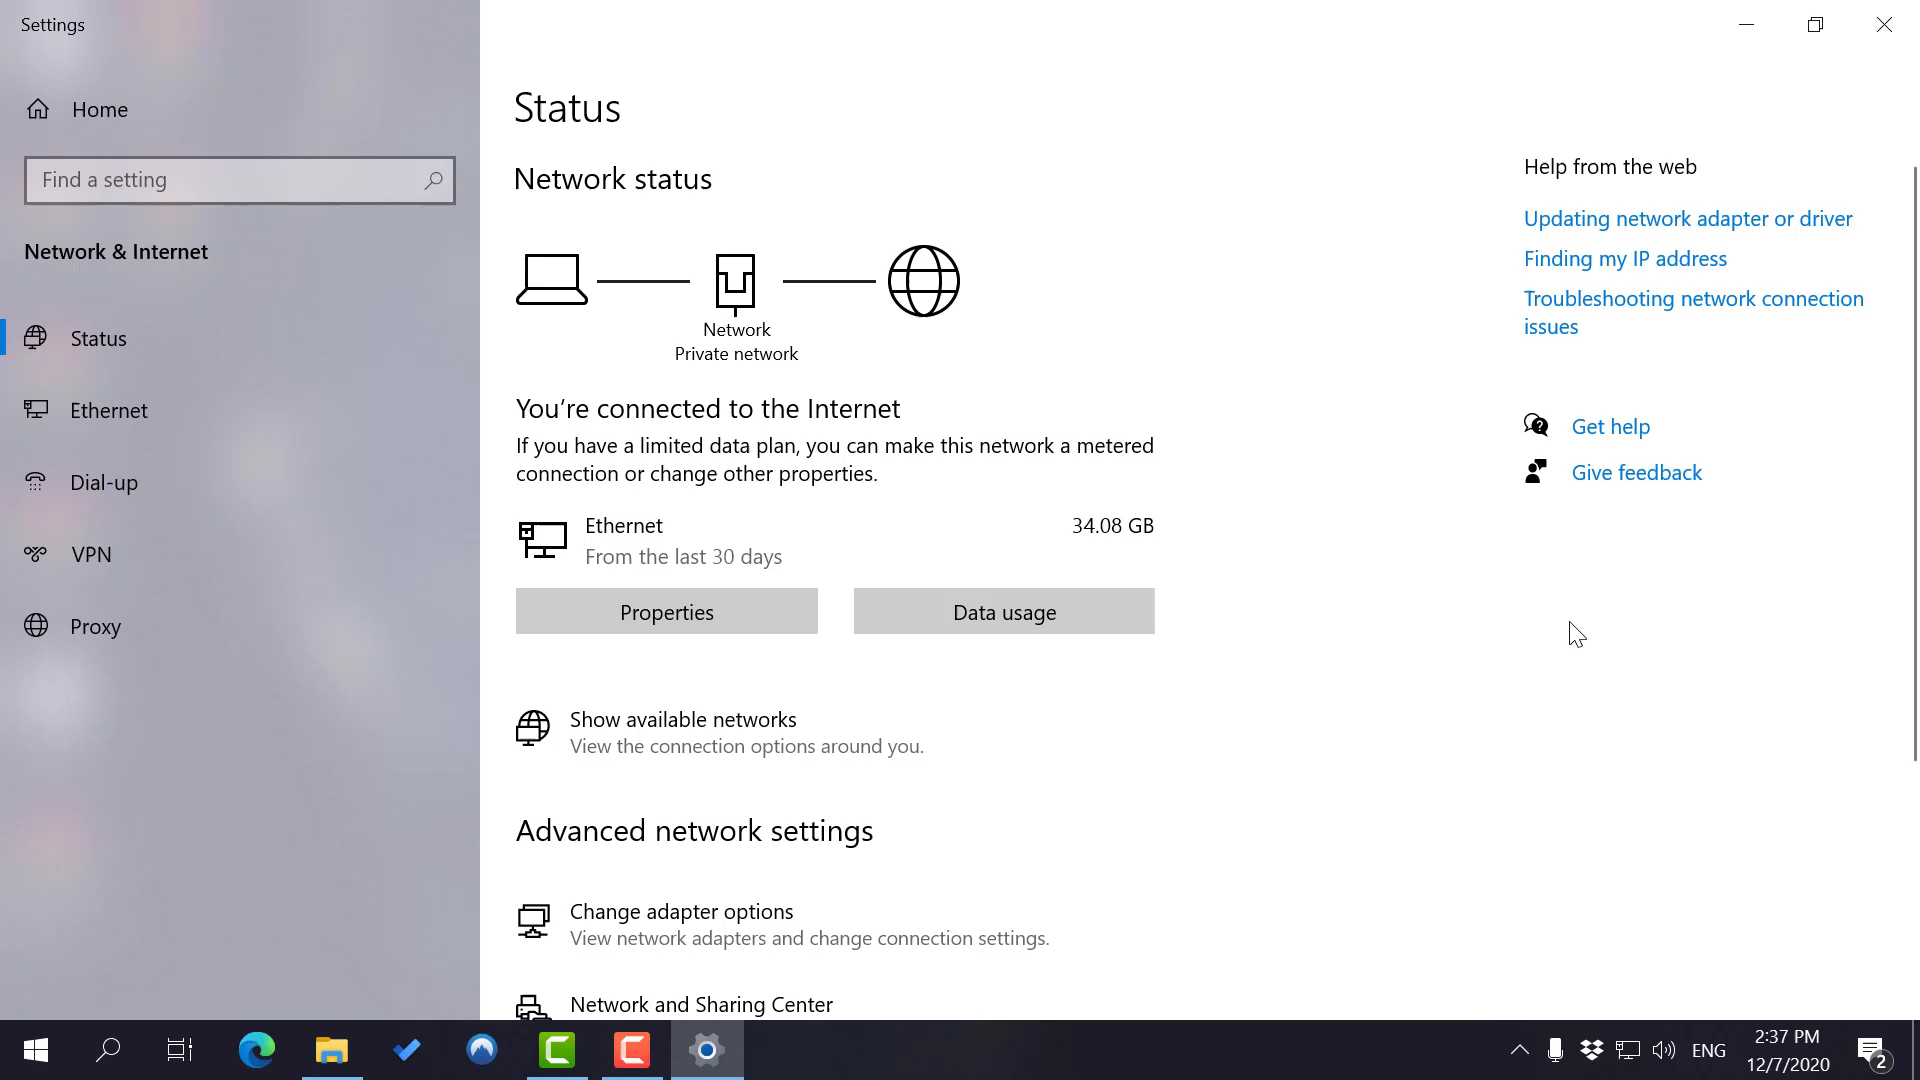 Settings
Home
Find a setting
Network & Internet
Status
Ethernet
Dial-up
VPN
Proxy
Status
Network status
Network
Private network
You’re connected to the Internet
If you have a limited data plan, you can make this network a metered
connection or change other properties.
Ethernet
34.08 GB
From the last 30 days
Properties
Data usage
Show available networks
View the connection options around you.
Advanced network settings
Change adapter options
View network adapters and change connection settings.
Network and Sharing Center
Help from the web
Updating network adapter or driver
Finding my IP address
Troubleshooting network connection
issues
Get help
Give feedback
ENG
2:37 PM
12/7/2020
2